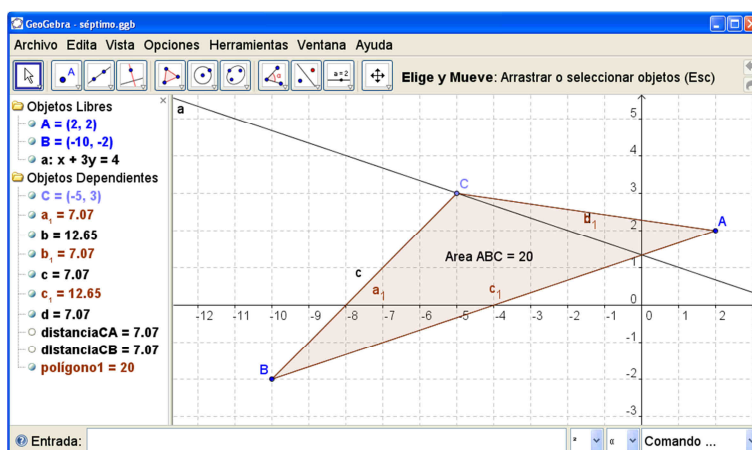 GeoGebra - séptimo.ggb
Archivo Edita Vista Opciones Herramientas Ventana Ayuda
A
α
a=2
Elige y Mueve: Arrastrar o seleccionar objetos (Esc)
Objetos Libres
A = (2, 2)
B = (-10, -2)
a: x + 3y = 4
Objetos Dependientes
C = (-5, 3)
a₁ = 7.07
b = 12.65
b₁ = 7.07
c = 7.07
c₁ = 12.65
d = 7.07
distanciaCA = 7.07
distanciaCB = 7.07
polígono1 = 20
a
5
4
C
3
A
2
1
Area ABC = 20
c
a₁
c₁
0
-12 -11 -10 -9 -8 -7 -6 -5 -4 -3 -2 -1 0 1 2
-1
B
-2
-3
Entrada:
α
Comando ...